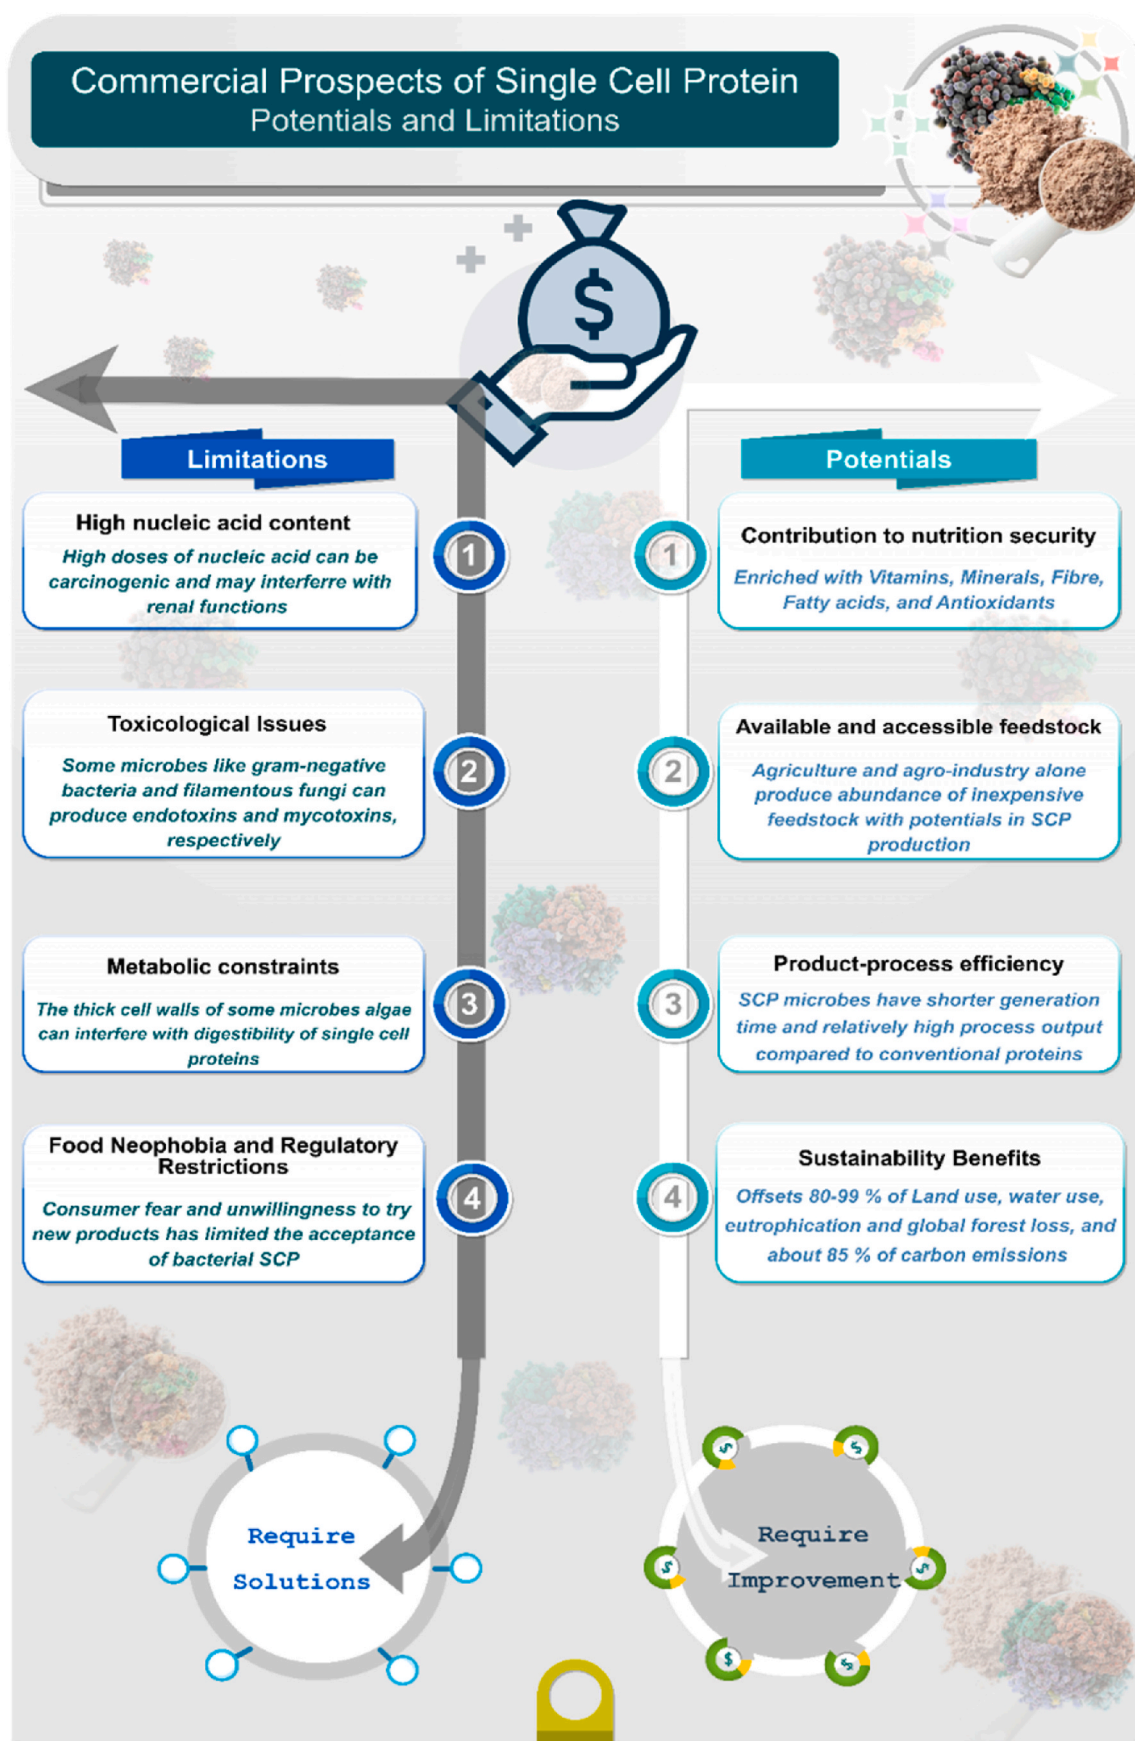 Commercial Prospects of Single Cell Protein
Potentials and Limitations
$
Limitations
High nucleic acid content
High doses of nucleic acid can be
carcinogenic and may interferre with
renal functions
1
Toxicological Issues
Some microbes like gram-negative
bacteria and filamentous fungi can
produce endotoxins and mycotoxins,
respectively
2
Metabolic constraints
The thick cell walls of some microbes algae
can interfere with digestibility of single cell
proteins
3
Food Neophobia and Regulatory
Restrictions
Consumer fear and unwillingness to try
new products has limited the acceptance
of bacterial SCP
4
Require
Solutions
Potentials
1
Contribution to nutrition security
Enriched with Vitamins, Minerals, Fibre,
Fatty acids, and Antioxidants
2
Available and accessible feedstock
Agriculture and agro-industry alone
produce abundance of inexpensive
feedstock with potentials in SCP
production
3
Product-process efficiency
SCP microbes have shorter generation
time and relatively high process output
compared to conventional proteins
4
Sustainability Benefits
Offsets 80-99 % of Land use, water use,
eutrophication and global forest loss, and
about 85 % of carbon emissions
Require
Improvement
$
$
$
$
$
$